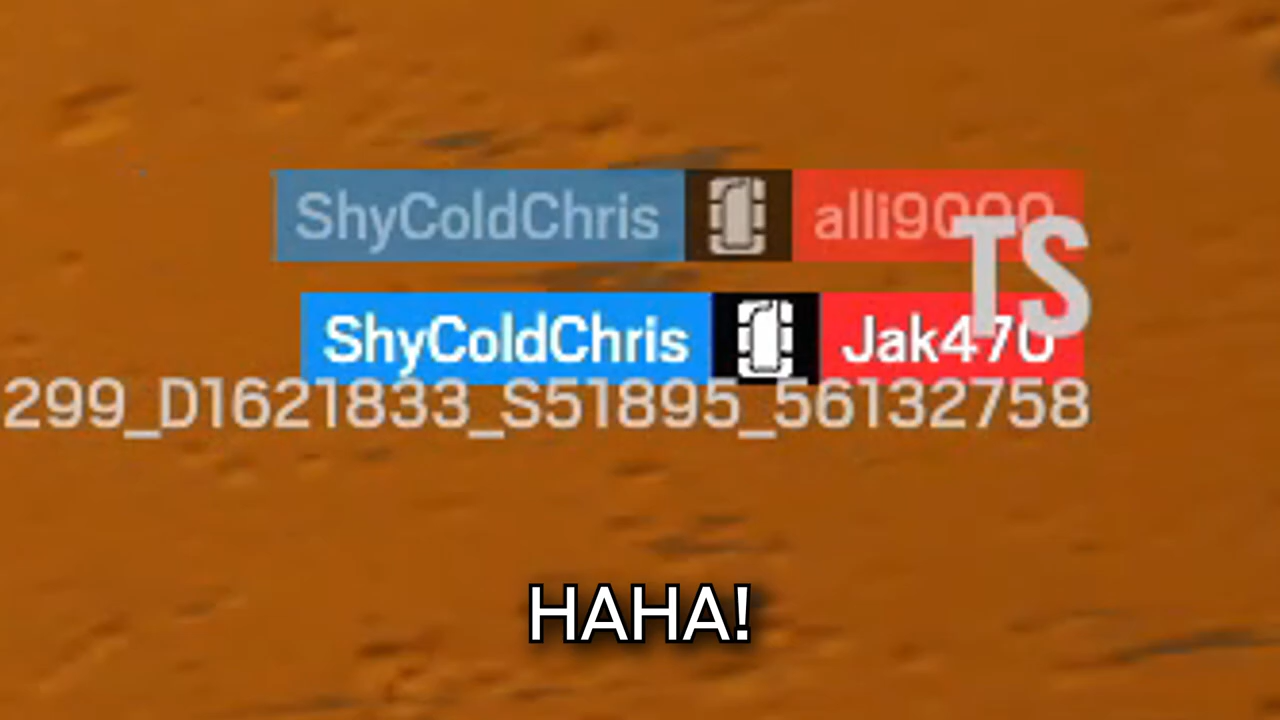 ShyColdChris alli9000
TS
ShyColdChris Jak470
299_D1621833_S51895_56132758
HAHA!